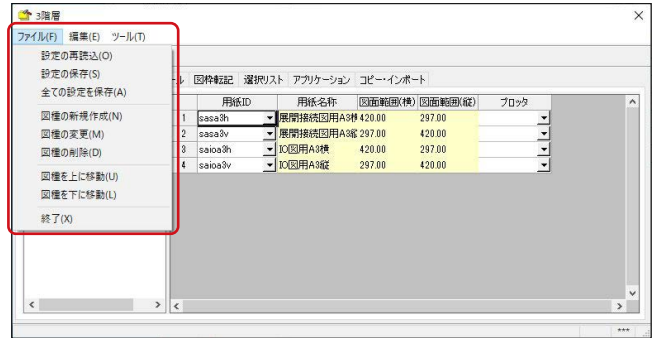 3階層
ファイル(F) 編集(E) ツール(T)
設定の再読込(O)
設定の保存(S)
全ての設定を保存(A)
図種の新規作成(N)
図種の変更(M)
図種の削除(D)
図種を上に移動(U)
図種を下に移動(L)
終了(X)
ル 図枠転記 選択リスト アプリケーション コピー・インポート
用紙ID 用紙名称 図面範囲(横) 図面範囲(縦) プロッタ
1 sasa3h 展開接続図用A3横 420.00 297.00
2 sasa3v 展開接続図用A3縦 297.00 420.00
3 saioa3h IO図用A3横 420.00 297.00
4 saioa3v IO図用A3縦 297.00 420.00
***